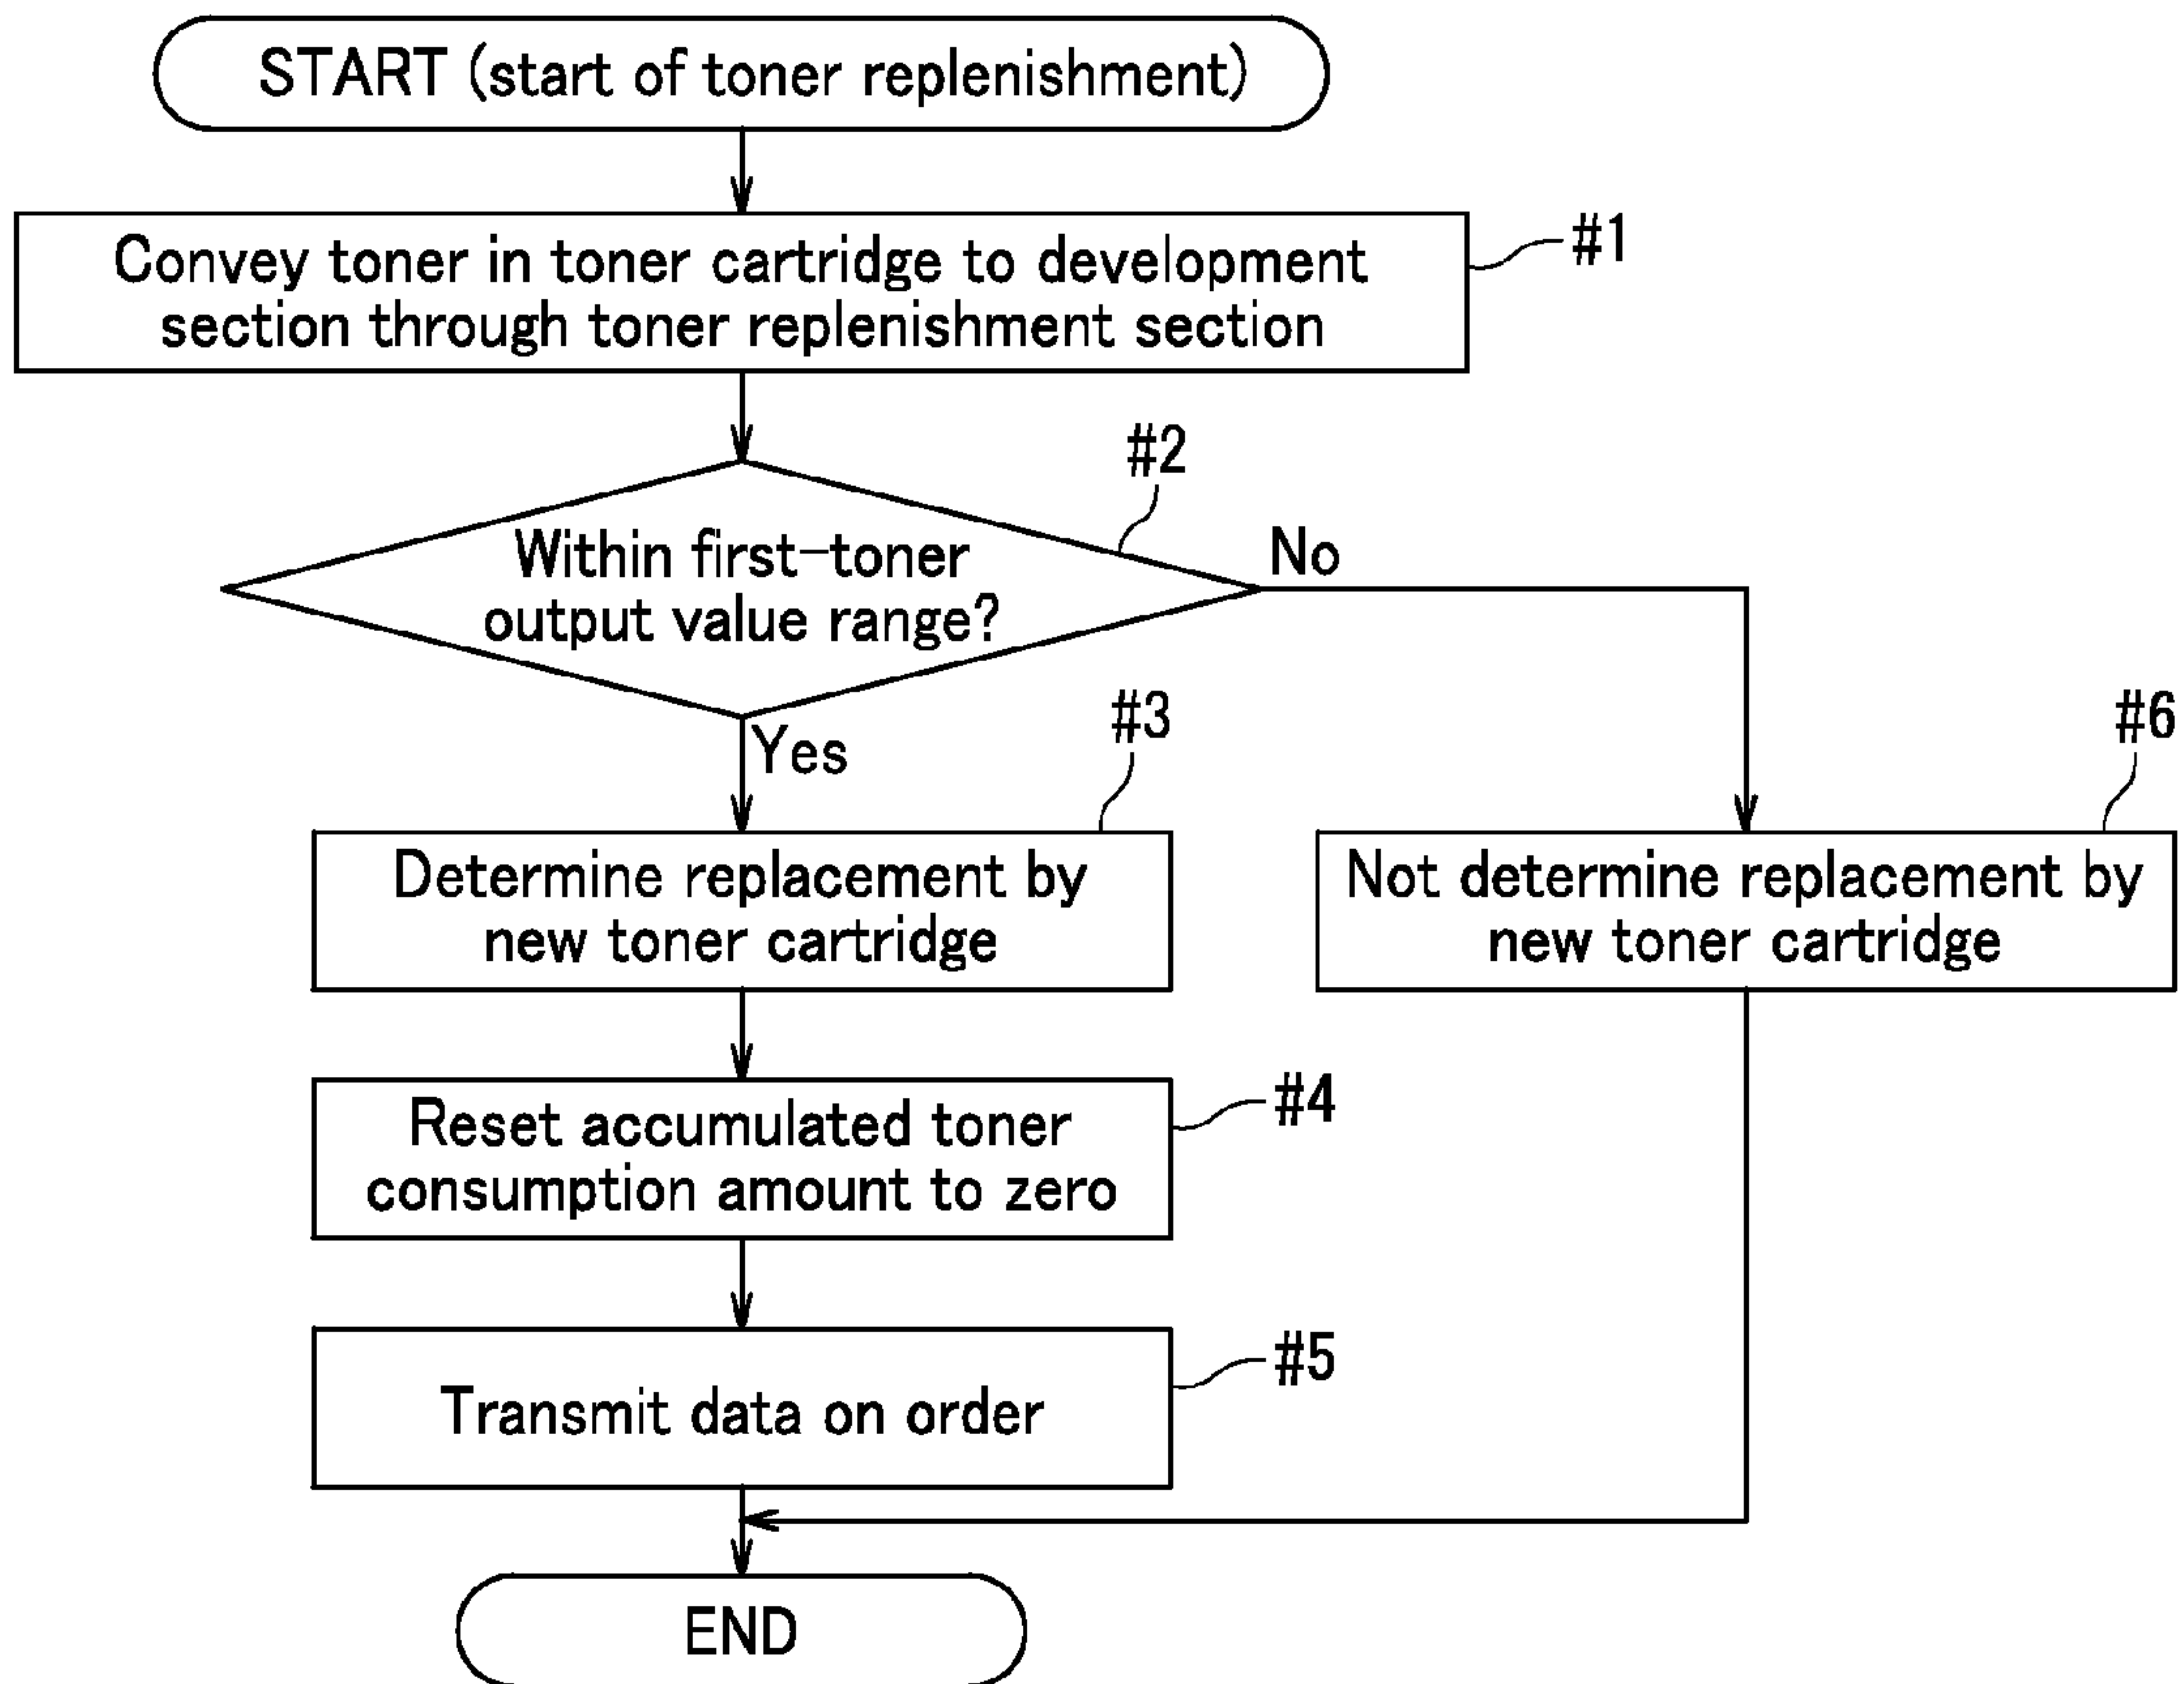 START (start of toner replenishment)
Convey toner in toner cartridge to development
section through toner replenishment section
#1
#2
Within first-toner
output value range?
No
Yes
#3
Determine replacement by
new toner cartridge
#6
Not determine replacement by
new toner cartridge
Reset accumulated toner
consumption amount to zero
#4
Transmit data on order
#5
END